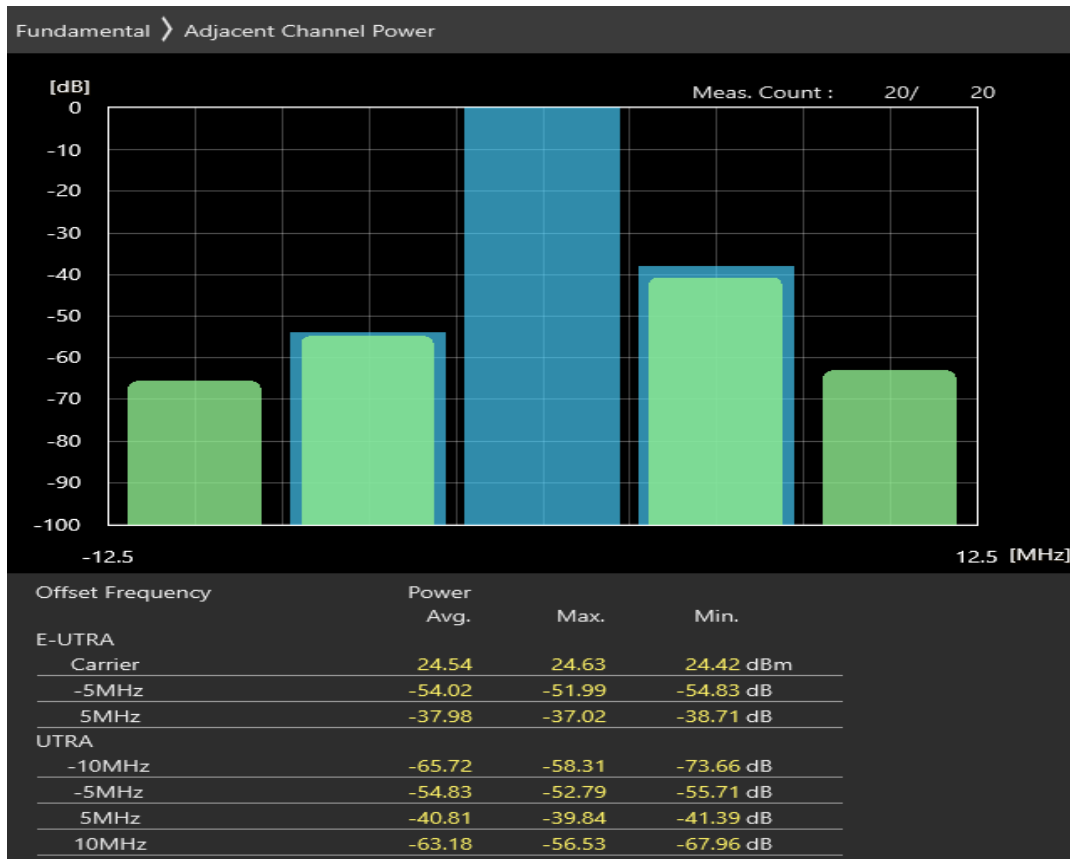 Fundamental ❯ Adjacent Channel Power
[dB]
Meas. Count : 20/ 20
0
-10
-20
-30
-40
-50
-60
-70
-80
-90
-100
-12.5 12.5 [MHz]
Offset Frequency Power
Avg. Max. Min.
E-UTRA
Carrier 24.54 24.63 24.42 dBm
-5MHz -54.02 -51.99 -54.83 dB
5MHz -37.98 -37.02 -38.71 dB
UTRA
-10MHz -65.72 -58.31 -73.66 dB
-5MHz -54.83 -52.79 -55.71 dB
5MHz -40.81 -39.84 -41.39 dB
10MHz -63.18 -56.53 -67.96 dB